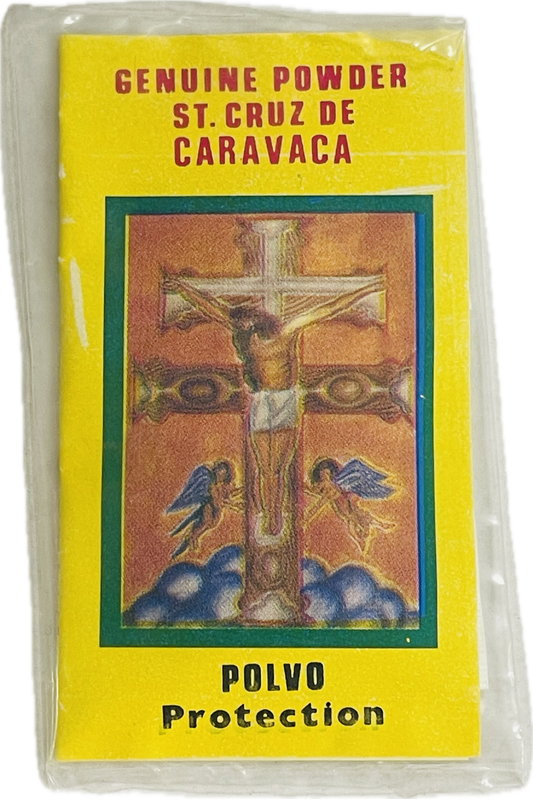 GENUINE POWDER
ST. CRUZ DE
CARAVACA
POLVO
Protection